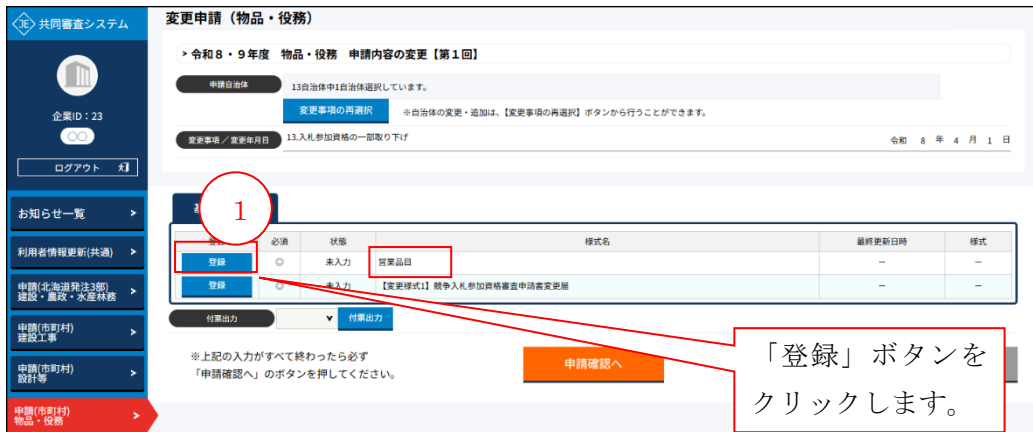 JE 共同審査システム
企業ID:23
○○
ログアウト
お知らせ一覧 >
利用者情報更新(共通) >
申請(北海道発注3部)
建設・農政・水産林務 >
申請(市町村)
建設工事 >
申請(市町村)
設計等 >
申請(市町村)
物品・役務 >
変更申請(物品・役務)
>令和8・9年度 物品・役務 申請内容の変更【第1回】
申請自治体
13自治体中1自治体選択しています。
変更事項の再選択 ※自治体の変更・追加は、【変更事項の再選択】ボタンから行うことができます。
変更事項/変更年月日 13.入札参加資格の一部取り下げ 令和 8 年 4 月 1 日
1
必須 状態 様式名 最終更新日時 様式
登録 ◎ 未入力 営業品目 － －
登録 ◎ 未入力 【変更様式1】競争入札参加資格審査申請書変更届 － －
付票出力 付票出力
※上記の入力がすべて終わったら必ず
「申請確認へ」のボタンを押してください。
申請確認へ
「登録」ボタンを
クリックします。